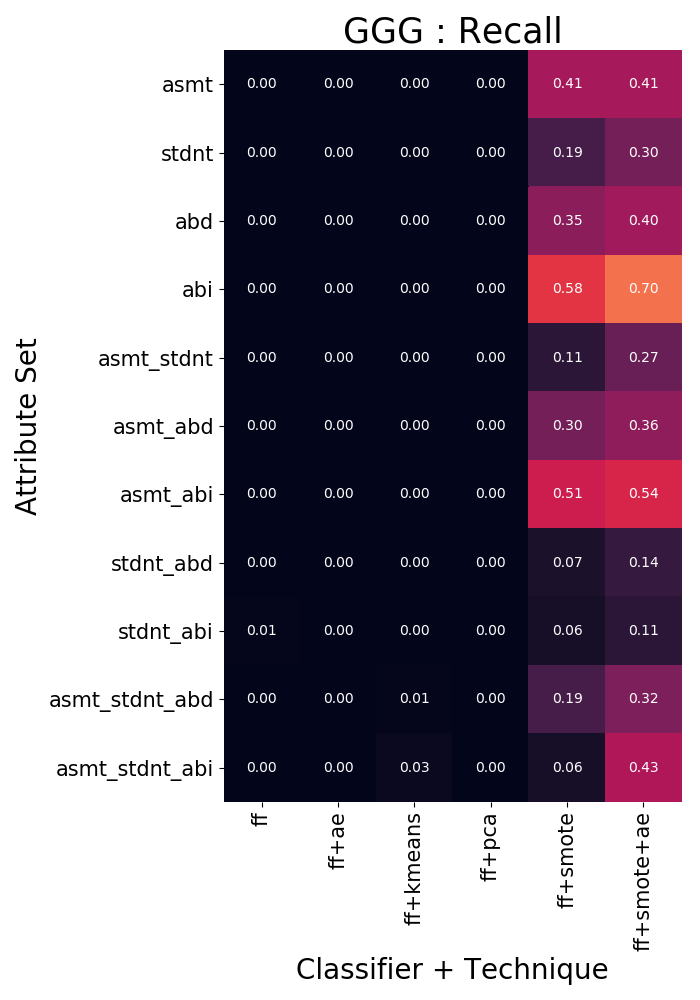 GGG : Recall
Attribute Set
asmt 0.00 0.00 0.00 0.00 0.41 0.41
stdnt 0.00 0.00 0.00 0.00 0.19 0.30
abd 0.00 0.00 0.00 0.00 0.35 0.40
abi 0.00 0.00 0.00 0.00 0.58 0.70
asmt_stdnt 0.00 0.00 0.00 0.00 0.11 0.27
asmt_abd 0.00 0.00 0.00 0.00 0.30 0.36
asmt_abi 0.00 0.00 0.00 0.00 0.51 0.54
stdnt_abd 0.00 0.00 0.00 0.00 0.07 0.14
stdnt_abi 0.01 0.00 0.00 0.00 0.06 0.11
asmt_stdnt_abd 0.00 0.00 0.01 0.00 0.19 0.32
asmt_stdnt_abi 0.00 0.00 0.03 0.00 0.06 0.43
ff ff+ae ff+kmeans ff+pca ff+smote ff+smote+ae
Classifier + Technique